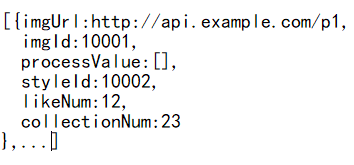 [{imgUrl:http://api.example.com/p1,
imgId:10001,
processValue:[],
styleId:10002,
likeNum:12,
collectionNum:23
},...]